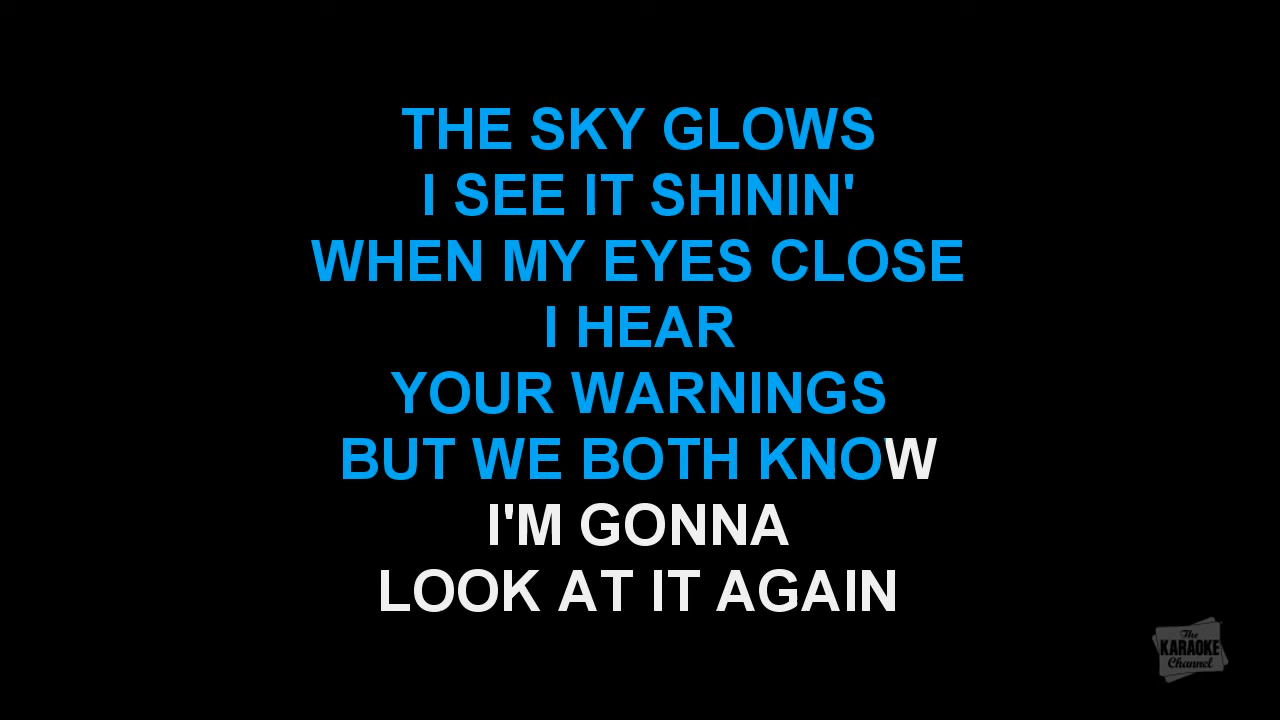 THE SKY GLOWS
I SEE IT SHININ'
WHEN MY EYES CLOSE
I HEAR
YOUR WARNINGS
BUT WE BOTH KNOW
I'M GONNA
LOOK AT IT AGAIN
The
KARAOKE
Channel